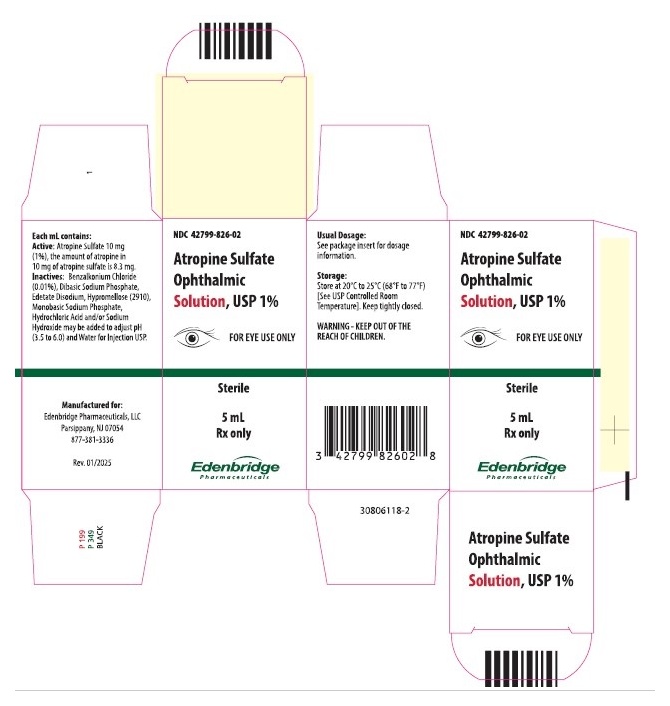 Each mL contains:
Active: Atropine Sulfate 10 mg
(1%), the amount of atropine in
10 mg of atropine sulfate is 8.3 mg.
Inactives: Benzalkonium Chloride
(0.01%), Dibasic Sodium Phosphate,
Edetate Disodium, Hypromellose (2910),
Monobasic Sodium Phosphate,
Hydrochloric Acid and/or Sodium
Hydroxide may be added to adjust pH
(3.5 to 6.0) and Water for Injection USP.
Manufactured for:
Edenbridge Pharmaceuticals, LLC
Parsippany, NJ 07054
877-381-3336
Rev. 01/2025
P 199
P 349
BLACK
NDC 42799-826-02
Atropine Sulfate
Ophthalmic
Solution, USP 1%
FOR EYE USE ONLY
Sterile
5 mL
Rx only
Edenbridge
Pharmaceuticals
Usual Dosage:
See package insert for dosage
information.
Storage:
Store at 20°C to 25°C (68°F to 77°F)
[See USP Controlled Room
Temperature]. Keep tightly closed.
WARNING - KEEP OUT OF THE
REACH OF CHILDREN.
3 42799 82602 8
30806118-2
NDC 42799-826-02
Atropine Sulfate
Ophthalmic
Solution, USP 1%
FOR EYE USE ONLY
Sterile
5 mL
Rx only
Edenbridge
Pharmaceuticals
Atropine Sulfate
Ophthalmic
Solution, USP 1%